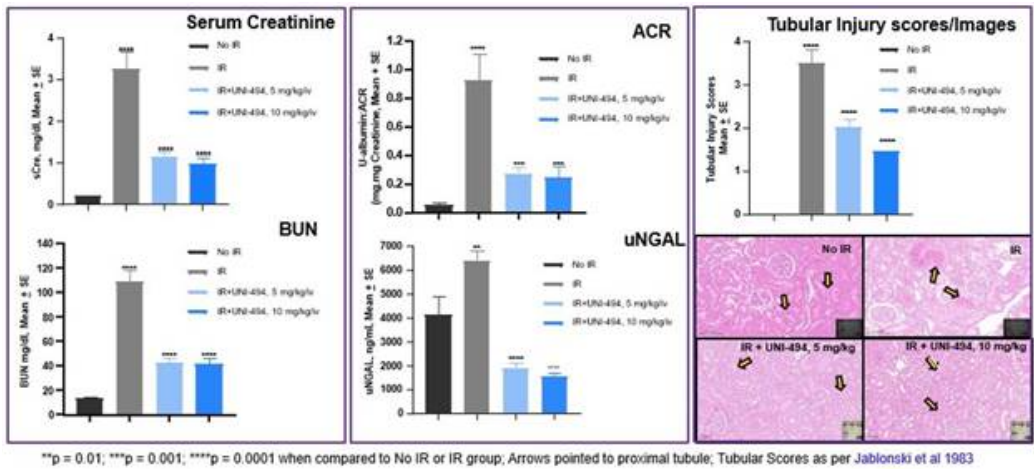 Serum Creatinine
sCre, mg/dl, Mean ± SE
4
3
2
1
0
****
****
****
No IR
IR
IR+UNI-494, 5 mg/kg/iv
IR+UNI-494, 10 mg/kg/iv
BUN
BUN mg/dl, Mean ± SE
140
120
100
80
60
40
20
0
****
****
****
No IR
IR
IR+UNI-494, 5 mg/kg/iv
IR+UNI-494, 10 mg/kg/iv
ACR
U-albumin:ACR
(mg:mg Creatinine, Mean + SE
1.2
1.0
0.8
0.6
0.4
0.2
0.0
****
***
***
No IR
IR
IR+UNI-494, 5 mg/kg/iv
IR+UNI-494, 10 mg/kg/iv
uNGAL
uNGAL, ng/ml, Mean ± SE
7000
6000
5000
4000
3000
2000
1000
0
**
****
****
No IR
IR
IR+UNI-494, 5 mg/kg/iv
IR+UNI-494, 10 mg/kg/iv
Tubular Injury scores/Images
Tubular Injury Scores
Mean ± SE
4
3
2
1
0
****
****
****
No IR
IR
IR+UNI-494, 5 mg/kg/iv
IR+UNI-494, 10 mg/kg/iv
No IR
IR
IR + UNI-494, 5 mg/kg
IR + UNI-494, 10 mg/kg
**p = 0.01; ***p = 0.001; ****p = 0.0001 when compared to No IR or IR group; Arrows pointed to proximal tubule; Tubular Scores as per Jablonski et al 1983